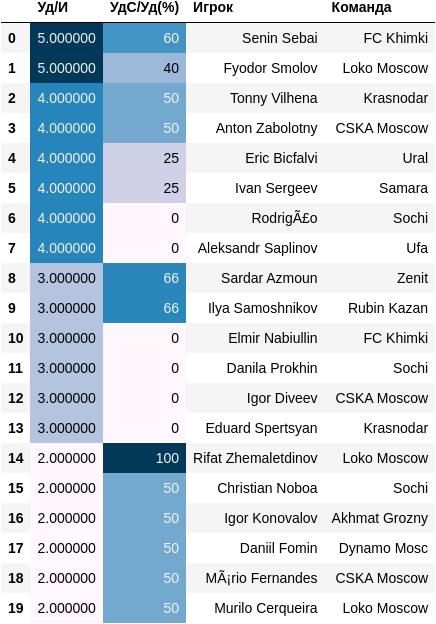 Уд/И УдС/Уд(%) Игрок Команда
0 5.000000 60 Senin Sebai FC Khimki
1 5.000000 40 Fyodor Smolov Loko Moscow
2 4.000000 50 Tonny Vilhena Krasnodar
3 4.000000 50 Anton Zabolotny CSKA Moscow
4 4.000000 25 Eric Bicfalvi Ural
5 4.000000 25 Ivan Sergeev Samara
6 4.000000 0 RodrigÃ£o Sochi
7 4.000000 0 Aleksandr Saplinov Ufa
8 3.000000 66 Sardar Azmoun Zenit
9 3.000000 66 Ilya Samoshnikov Rubin Kazan
10 3.000000 0 Elmir Nabiullin FC Khimki
11 3.000000 0 Danila Prokhin Sochi
12 3.000000 0 Igor Diveev CSKA Moscow
13 3.000000 0 Eduard Spertsyan Krasnodar
14 2.000000 100 Rifat Zhemaletdinov Loko Moscow
15 2.000000 50 Christian Noboa Sochi
16 2.000000 50 Igor Konovalov Akhmat Grozny
17 2.000000 50 Daniil Fomin Dynamo Mosc
18 2.000000 50 MÃ¡rio Fernandes CSKA Moscow
19 2.000000 50 Murilo Cerqueira Loko Moscow